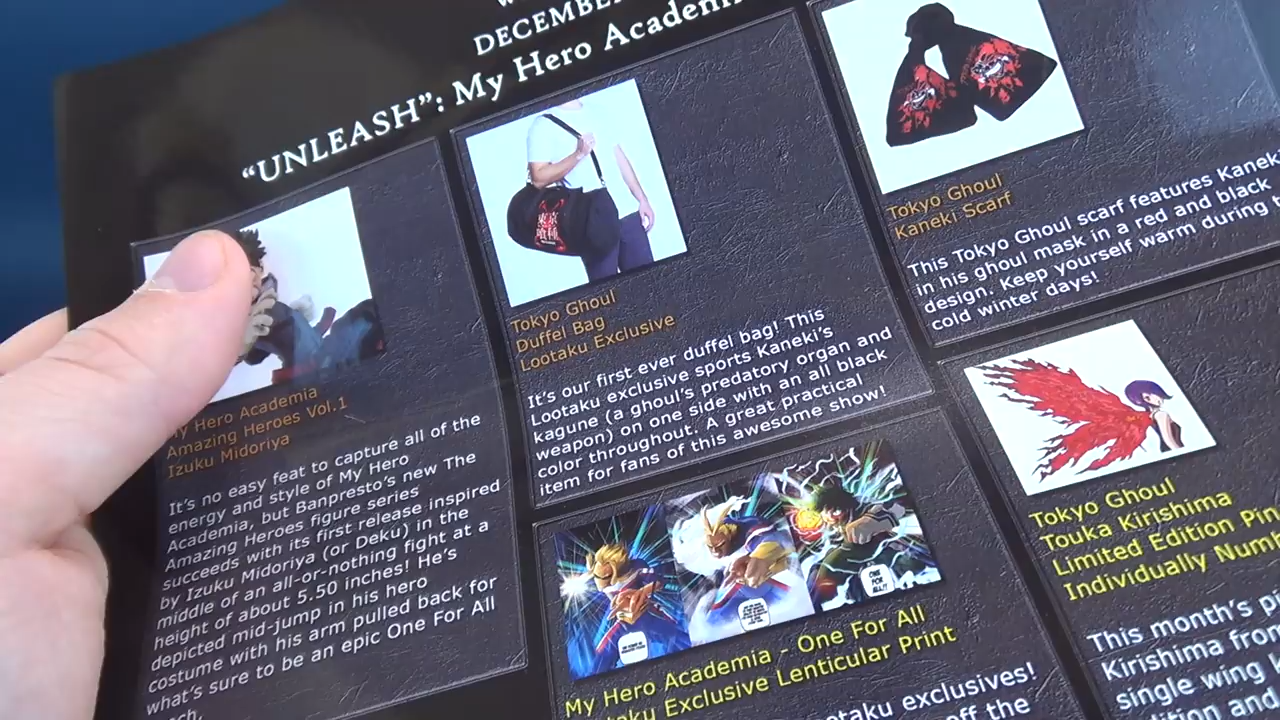 DECEMBER
"UNLEASH": My Hero Academia
My Hero Academia
Amazing Heroes Vol.1
Izuku Midoriya
It's no easy feat to capture all of the
energy and style of My Hero
Academia, but Banpresto's new The
Amazing Heroes figure series
succeeds with its first release inspired
by Izuku Midoriya (or Deku) in the
middle of an all-or-nothing fight at a
height of about 5.50 inches! He's
depicted mid-jump in his hero
costume with his arm pulled back for
what's sure to be an epic One For All
Tokyo Ghoul
Duffel Bag
Lootaku Exclusive
It's our first ever duffel bag! This
Lootaku exclusive sports Kaneki's
kagune (a ghoul's predatory organ and
weapon) on one side with an all black
color throughout. A great practical
item for fans of this awesome show!
Tokyo Ghoul
Kaneki Scarf
This Tokyo Ghoul scarf features Kaneki
in his ghoul mask in a red and black
design. Keep yourself warm during
cold winter days!
東京
喰種
ONE
FOR
ALL!!
My Hero Academia - One For All
Exclusive Lenticular Print
exclusives!
off the
Tokyo Ghoul
Touka Kirishima
Limited Edition Pin
Individually Numb
This month's
Kirishima from
single wing
and